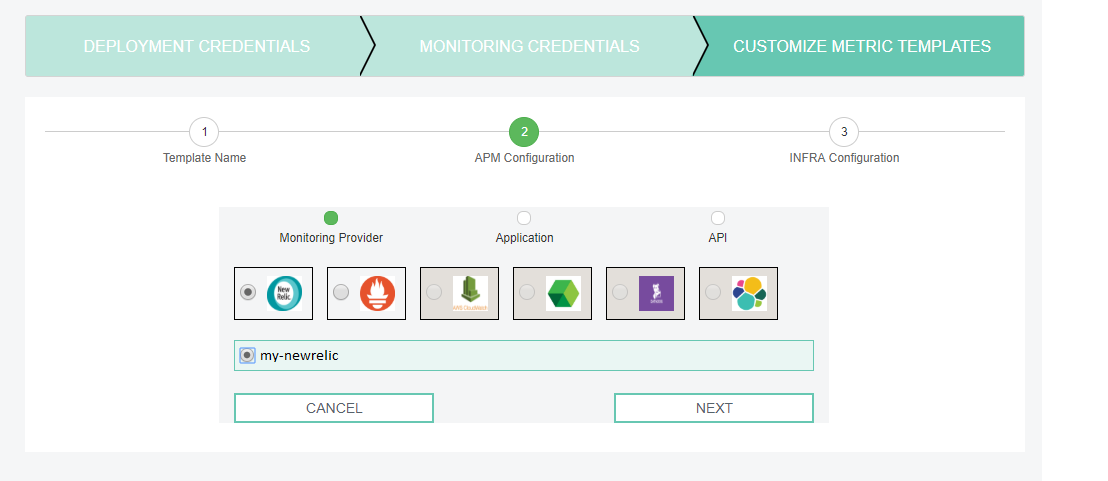 DEPLOYMENT CREDENTIALS
MONITORING CREDENTIALS
CUSTOMIZE METRIC TEMPLATES
1
2
3
Template Name
APM Configuration
INFRA Configuration
Monitoring Provider
Application
API
New
Relic.
my-newrelic
CANCEL
NEXT